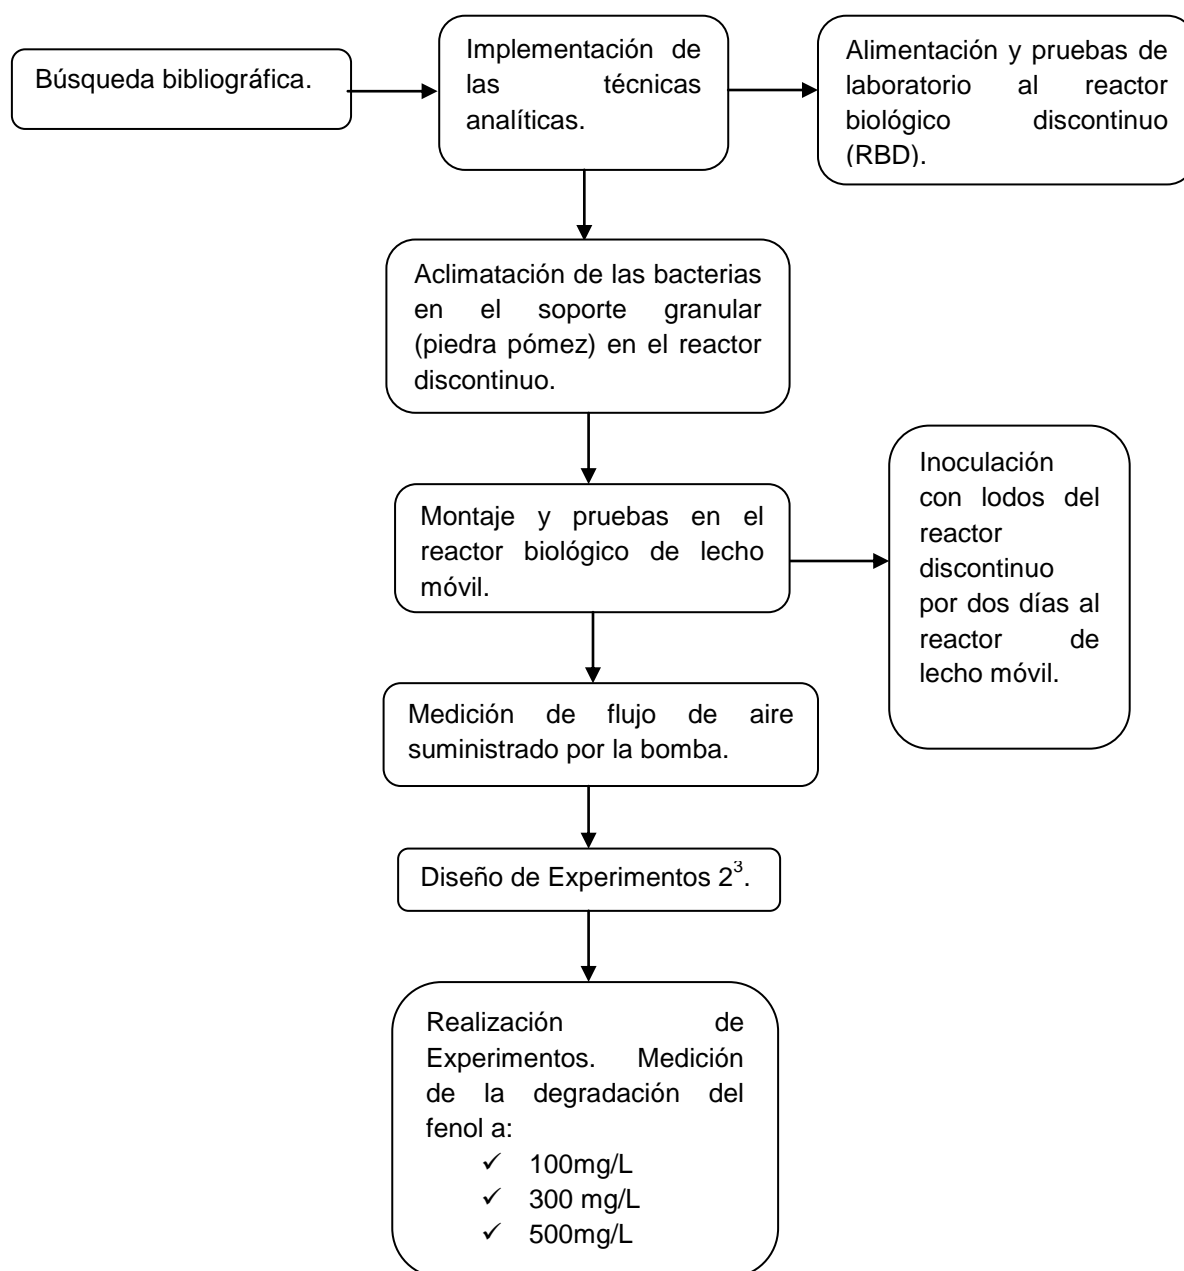 Búsqueda bibliográfica.
Implementación de
las técnicas
analíticas.
Alimentación y pruebas de
laboratorio al reactor
biológico discontinuo
(RBD).
Aclimatación de las bacterias
en el soporte granular
(piedra pómez) en el reactor
discontinuo.
Montaje y pruebas en el
reactor biológico de lecho
móvil.
Inoculación
con lodos del
reactor
discontinuo
por dos días al
reactor de
lecho móvil.
Medición de flujo de aire
suministrado por la bomba.
Diseño de Experimentos 2³.
Realización de
Experimentos. Medición
de la degradación del
fenol a:
✓ 100mg/L
✓ 300 mg/L
✓ 500mg/L